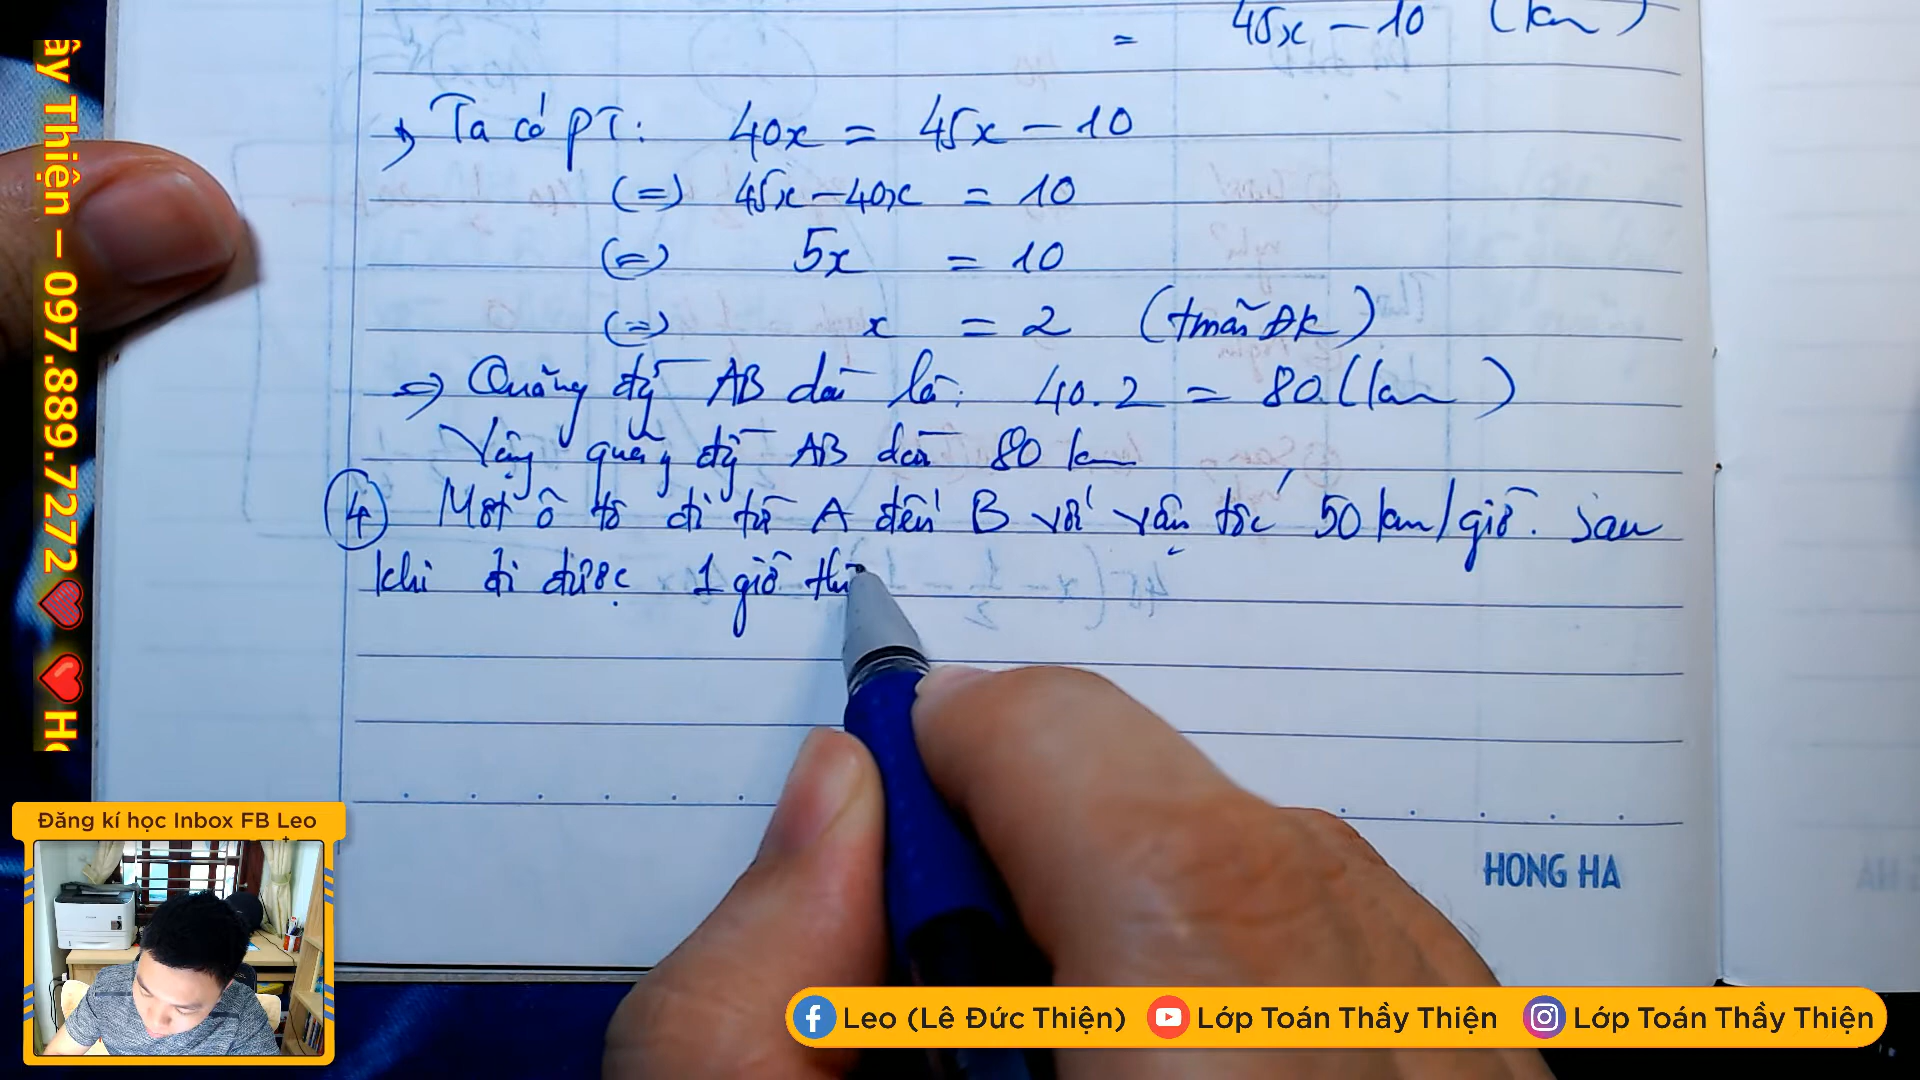 = 45x - 10 (km)
→ Ta có PT: 40x = 45x - 10
(=) 45x - 40x = 10
(=) 5x = 10
(=) x = 2 (tmãn ĐK)
=> Quãng đg AB dài là: 40.2 = 80 (km)
Vậy quãng đg AB dài 80 km
④ Một ô tô đi từ A đến B với vận tốc 50 km/giờ. Sau
khi đi được 1 giờ thì
HONG HA
ầy Thiện – 097.889.7272
Đăng kí học Inbox FB Leo
Leo (Lê Đức Thiện) Lớp Toán Thầy Thiện Lớp Toán Thầy Thiện